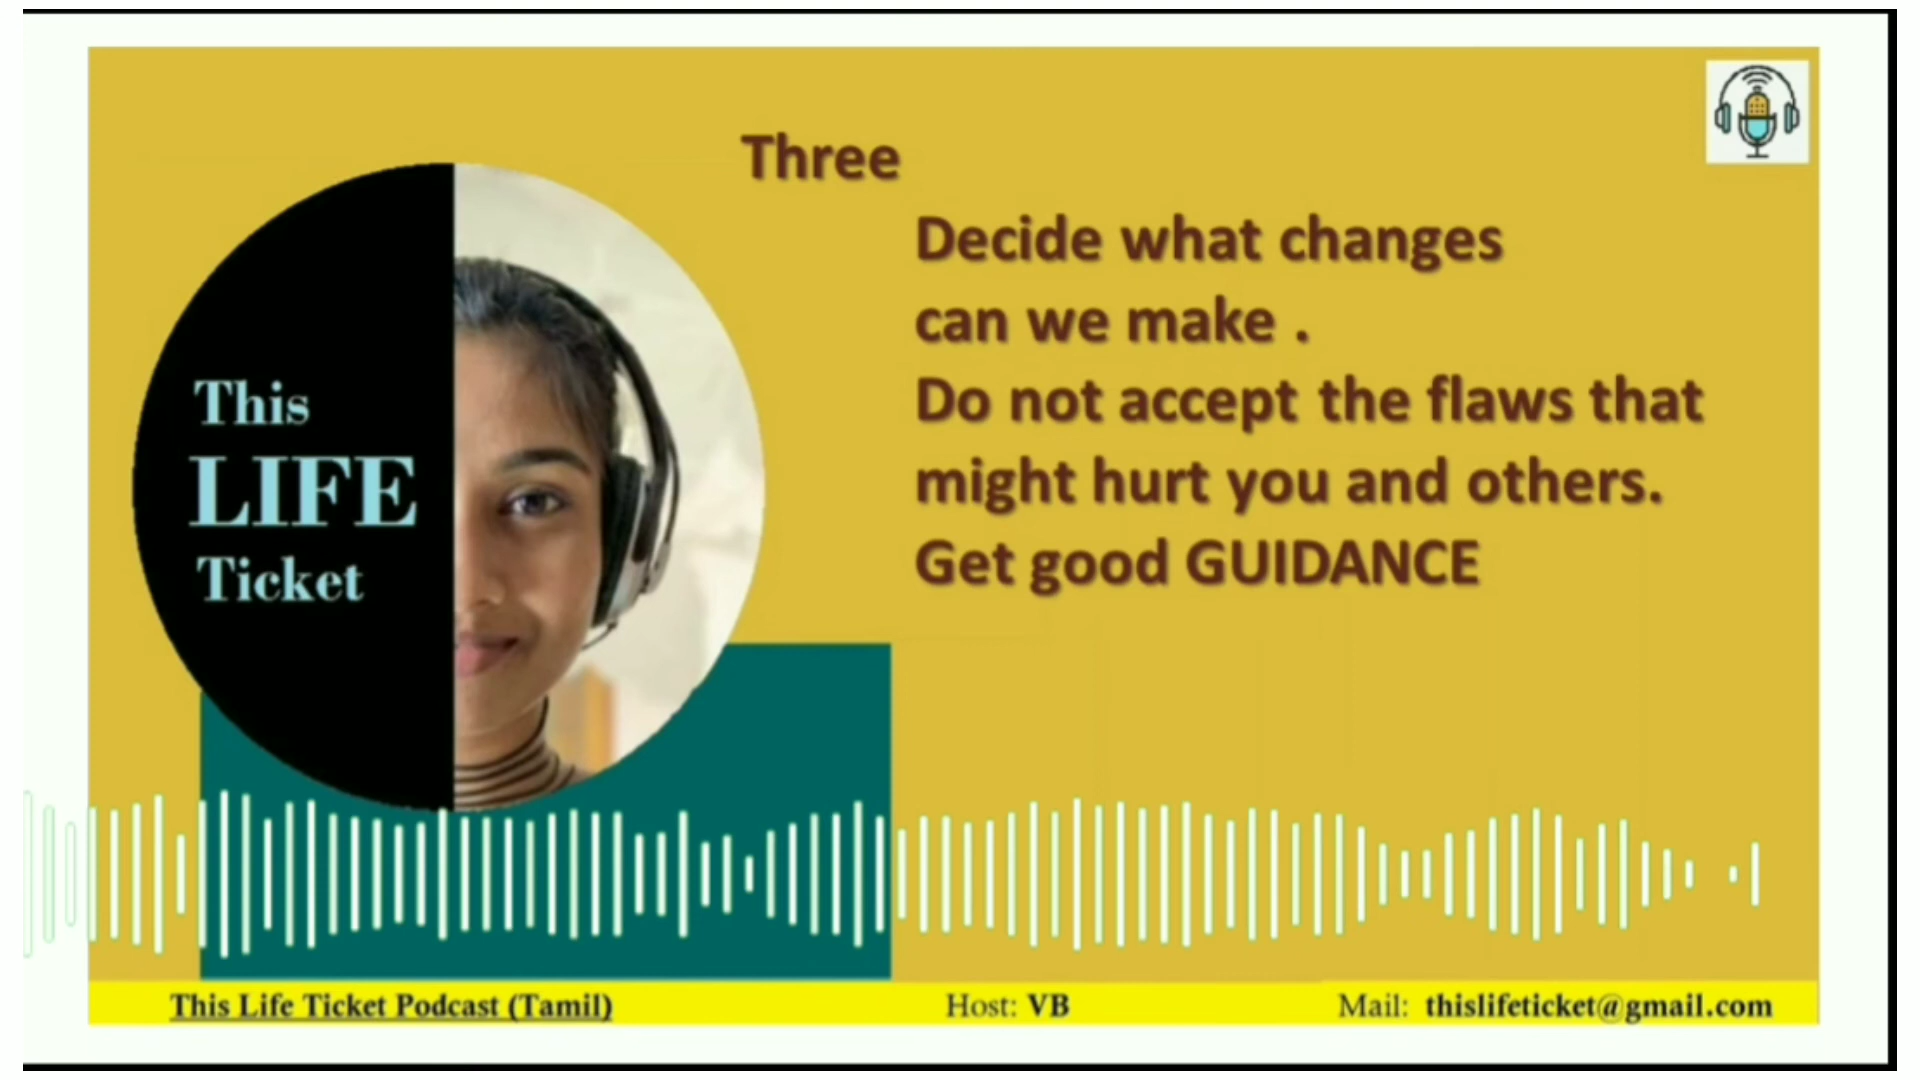 Three
Decide what changes
can we make .
Do not accept the flaws that
might hurt you and others.
Get good GUIDANCE
This
LIFE
Ticket
This Life Ticket Podcast (Tamil)
Host: VB
Mail: thislifeticket@gmail.com